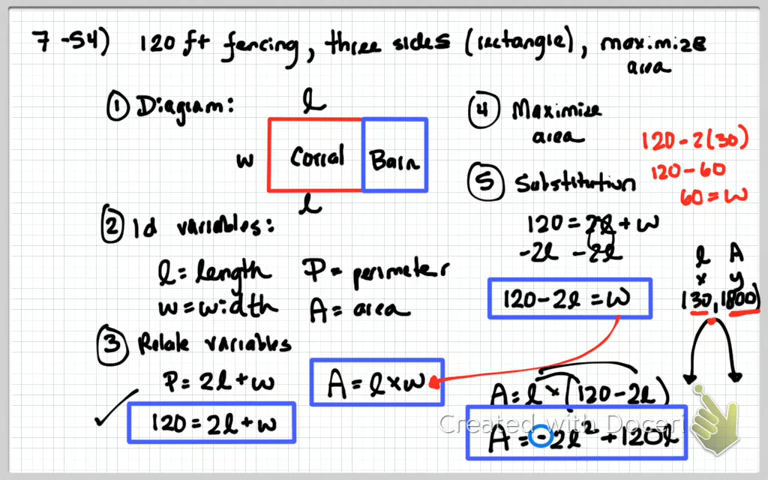 7-54) 120 ft fencing, three sides (rectangle), maximize area
① Diagram:
l
w
Corral
Barn
l
② Id variables:
l = length P = perimeter
w = width A = area
③ Relate variables
P = 2l + w
120 = 2l + w
A = l × w
④ Maximize area
⑤ Substitution
120 = 2l + w
-2l -2l
120 - 2l = w
A = l × (120 - 2l)
A = -2l² + 120l
120 - 2(30)
120 - 60
60 = w
l A
x y
(30, 1800)
Created with Doceri